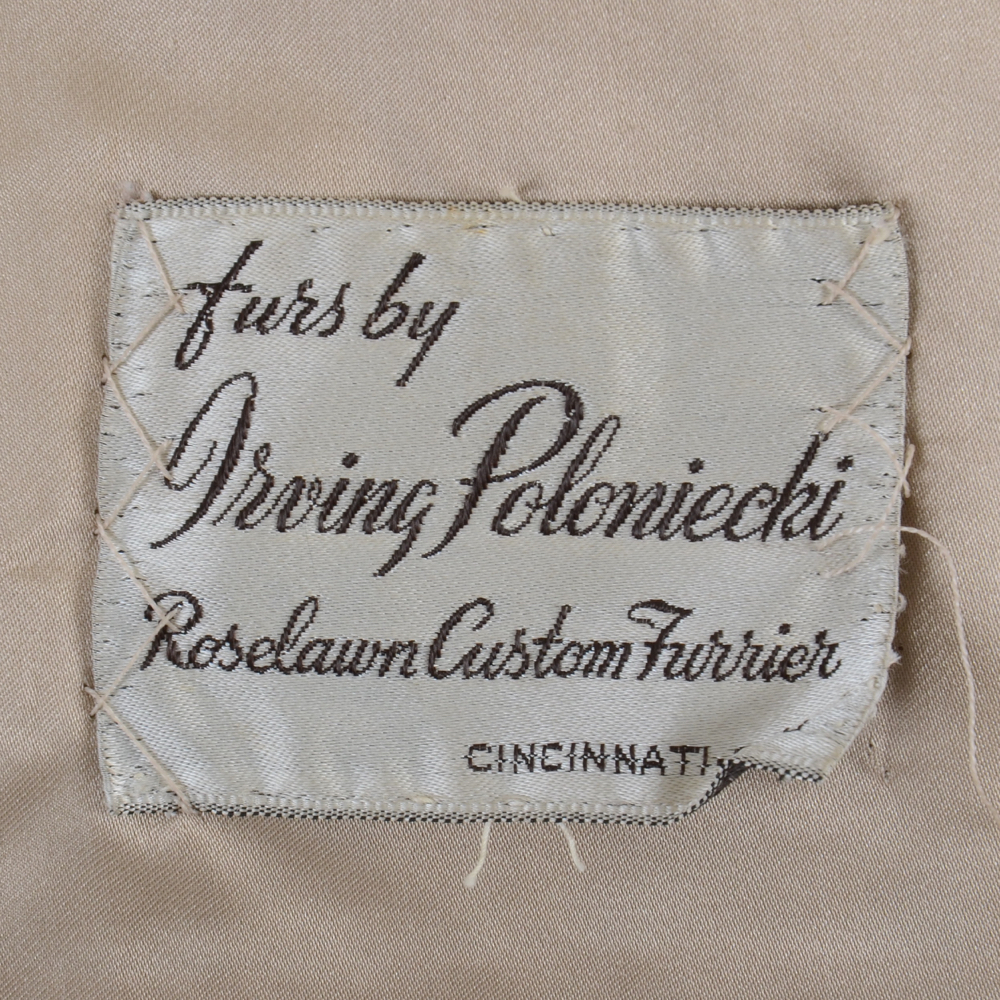 furs by
Irving Poloniecki
Roselawn Custom Furrier
CINCINNATI